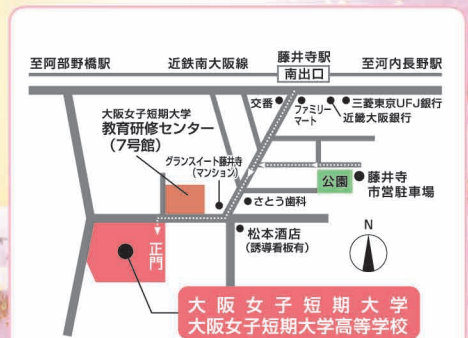 至阿部野橋駅
近鉄南大阪線
藤井寺駅
南出口
至河内長野駅
交番
ファミリー
マート
三菱東京UFJ銀行
近畿大阪銀行
大阪女子短期大学
教育研修センター
(7号館)
グランスイート藤井寺
(マンション)
公園
藤井寺
市営駐車場
さとう歯科
松本酒店
(誘導看板有)
正門
N
大阪女子短期大学
大阪女子短期大学高等学校